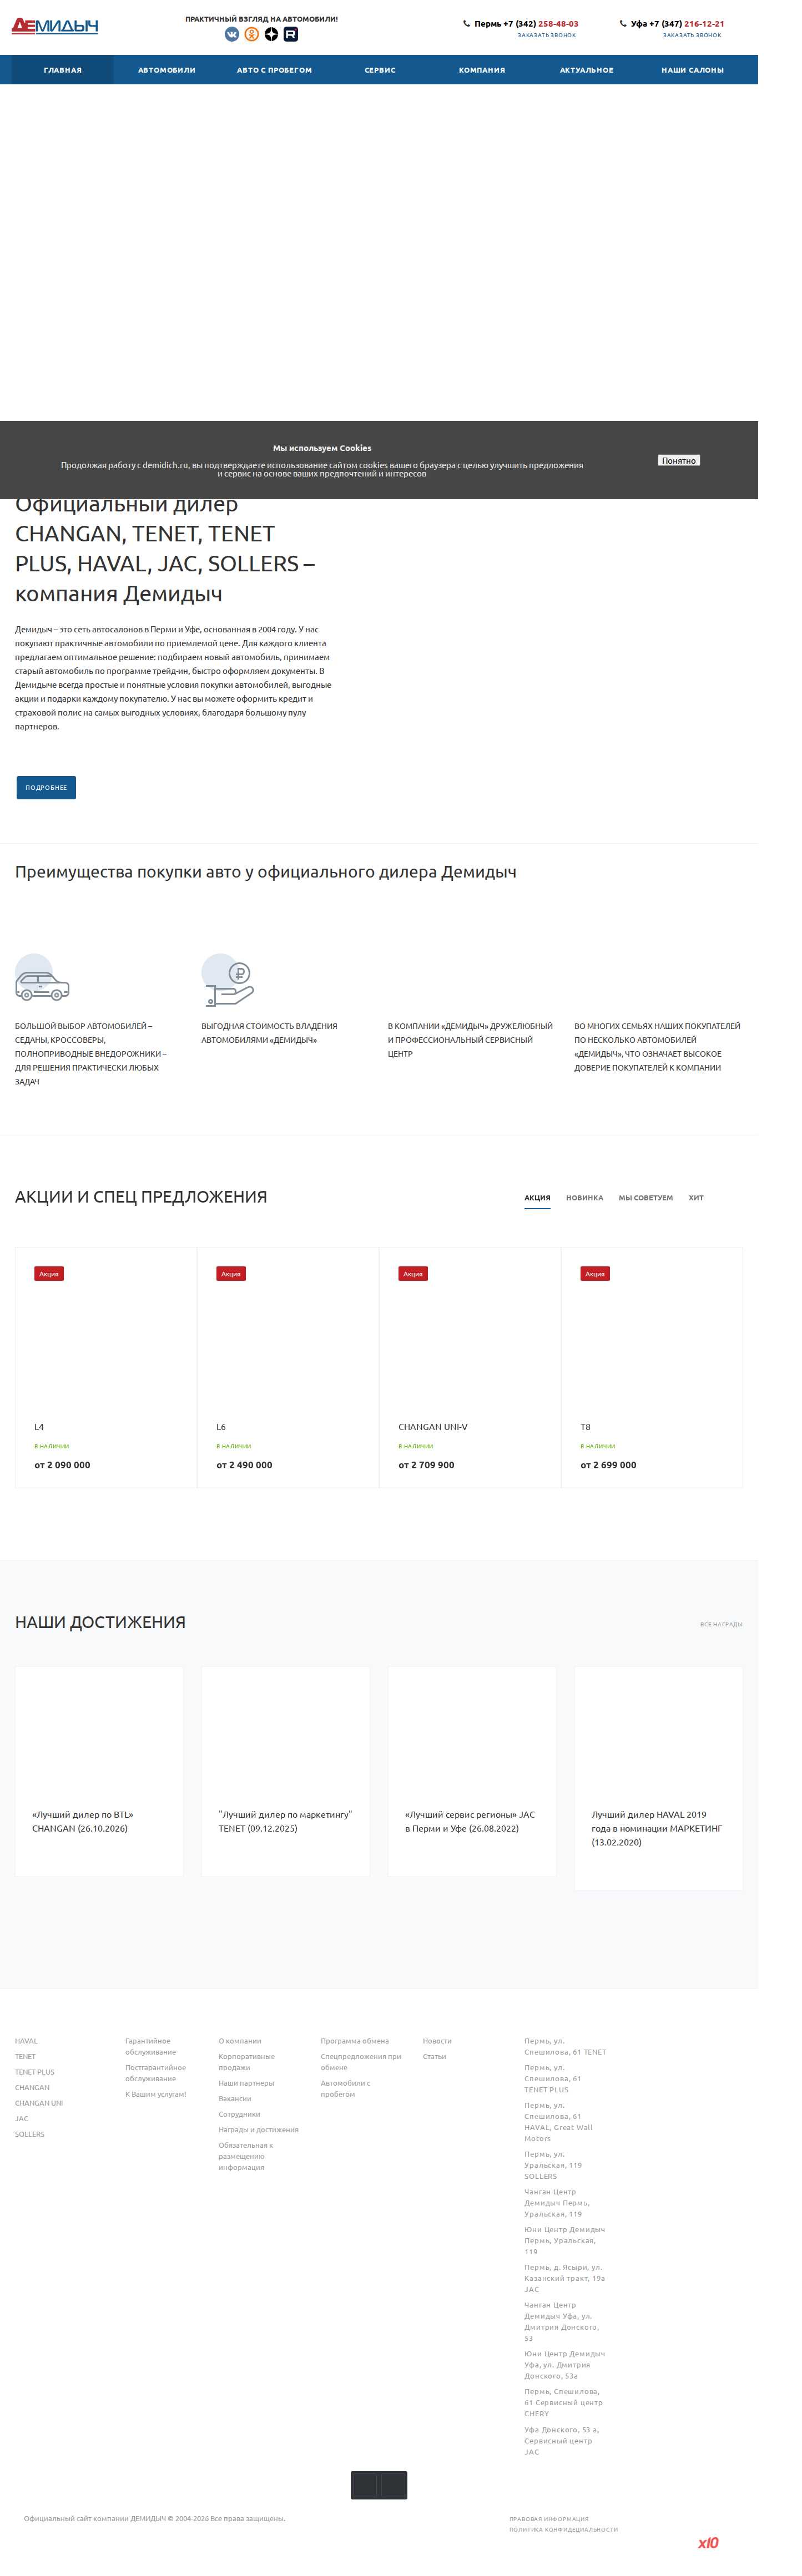 ДЕМИДЫЧ
ПРАКТИЧНЫЙ ВЗГЛЯД НА АВТОМОБИЛИ!
Пермь +7 (342) 258-48-03
ЗАКАЗАТЬ ЗВОНОК
Уфа +7 (347) 216-12-21
ЗАКАЗАТЬ ЗВОНОК
ГЛАВНАЯ
АВТОМОБИЛИ
АВТО С ПРОБЕГОМ
СЕРВИС
КОМПАНИЯ
АКТУАЛЬНОЕ
НАШИ САЛОНЫ
Мы используем Cookies
Продолжая работу с demidich.ru, вы подтверждаете использование сайтом cookies вашего браузера с целью улучшить предложения
и сервис на основе ваших предпочтений и интересов
Понятно
Официальный дилер
CHANGAN, TENET, TENET
PLUS, HAVAL, JAC, SOLLERS –
компания Демидыч
Демидыч – это сеть автосалонов в Перми и Уфе, основанная в 2004 году. У нас
покупают практичные автомобили по приемлемой цене. Для каждого клиента
предлагаем оптимальное решение: подбираем новый автомобиль, принимаем
старый автомобиль по программе трейд-ин, быстро оформляем документы. В
Демидыче всегда простые и понятные условия покупки автомобилей, выгодные
акции и подарки каждому покупателю. У нас вы можете оформить кредит и
страховой полис на самых выгодных условиях, благодаря большому пулу
партнеров.
ПОДРОБНЕЕ
Преимущества покупки авто у официального дилера Демидыч
БОЛЬШОЙ ВЫБОР АВТОМОБИЛЕЙ –
СЕДАНЫ, КРОССОВЕРЫ,
ПОЛНОПРИВОДНЫЕ ВНЕДОРОЖНИКИ –
ДЛЯ РЕШЕНИЯ ПРАКТИЧЕСКИ ЛЮБЫХ
ЗАДАЧ
ВЫГОДНАЯ СТОИМОСТЬ ВЛАДЕНИЯ
АВТОМОБИЛЯМИ «ДЕМИДЫЧ»
В КОМПАНИИ «ДЕМИДЫЧ» ДРУЖЕЛЮБНЫЙ
И ПРОФЕССИОНАЛЬНЫЙ СЕРВИСНЫЙ
ЦЕНТР
ВО МНОГИХ СЕМЬЯХ НАШИХ ПОКУПАТЕЛЕЙ
ПО НЕСКОЛЬКО АВТОМОБИЛЕЙ
«ДЕМИДЫЧ», ЧТО ОЗНАЧАЕТ ВЫСОКОЕ
ДОВЕРИЕ ПОКУПАТЕЛЕЙ К КОМПАНИИ
АКЦИИ И СПЕЦ ПРЕДЛОЖЕНИЯ
АКЦИЯ
НОВИНКА
МЫ СОВЕТУЕМ
ХИТ
Акция
L4
В НАЛИЧИИ
от 2 090 000
Акция
L6
В НАЛИЧИИ
от 2 490 000
Акция
CHANGAN UNI-V
В НАЛИЧИИ
от 2 709 900
Акция
T8
В НАЛИЧИИ
от 2 699 000
НАШИ ДОСТИЖЕНИЯ
ВСЕ НАГРАДЫ
«Лучший дилер по BTL»
CHANGAN (26.10.2026)
"Лучший дилер по маркетингу"
TENET (09.12.2025)
«Лучший сервис регионы» JAC
в Перми и Уфе (26.08.2022)
Лучший дилер HAVAL 2019
года в номинации МАРКЕТИНГ
(13.02.2020)
HAVAL
TENET
TENET PLUS
CHANGAN
CHANGAN UNI
JAC
SOLLERS
Гарантийное
обслуживание
Постгарантийное
обслуживание
К Вашим услугам!
О компании
Корпоративные
продажи
Наши партнеры
Вакансии
Сотрудники
Награды и достижения
Обязательная к
размещению
информация
Программа обмена
Спецпредложения при
обмене
Автомобили с
пробегом
Новости
Статьи
Пермь, ул.
Спешилова, 61 TENET
Пермь, ул.
Спешилова, 61
TENET PLUS
Пермь, ул.
Спешилова, 61
HAVAL, Great Wall
Motors
Пермь, ул.
Уральская, 119
SOLLERS
Чанган Центр
Демидыч Пермь,
Уральская, 119
Юни Центр Демидыч
Пермь, Уральская,
119
Пермь, д. Ясыри, ул.
Казанский тракт, 19а
JAC
Чанган Центр
Демидыч Уфа, ул.
Дмитрия Донского,
53
Юни Центр Демидыч
Уфа, ул. Дмитрия
Донского, 53а
Пермь, Спешилова,
61 Сервисный центр
CHERY
Уфа Донского, 53 а,
Сервисный центр
JAC
Официальный сайт компании ДЕМИДЫЧ © 2004-2026 Все права защищены.
ПРАВОВАЯ ИНФОРМАЦИЯ
ПОЛИТИКА КОНФИДЕЦИАЛЬНОСТИ
x10